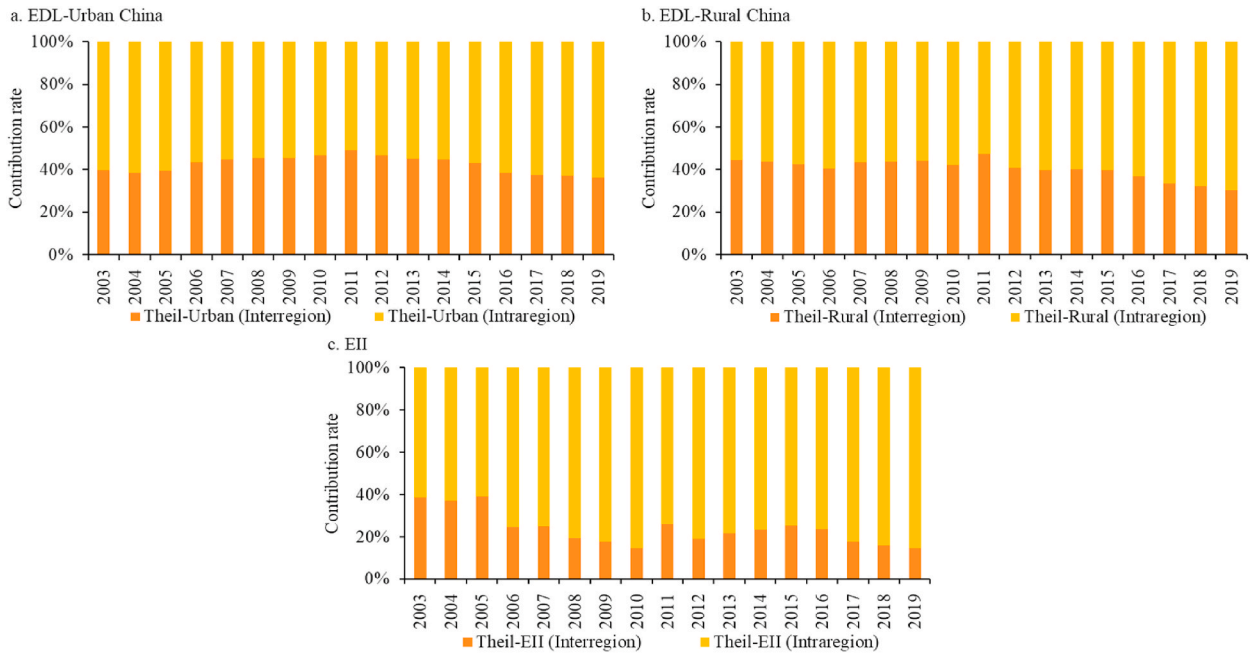 a. EDL-Urban China
100%
80%
60%
40%
20%
0%
Contribution rate
2003 2004 2005 2006 2007 2008 2009 2010 2011 2012 2013 2014 2015 2016 2017 2018 2019
Theil-Urban (Interregion) Theil-Urban (Intraregion)
b. EDL-Rural China
100%
80%
60%
40%
20%
0%
Contribution rate
2003 2004 2005 2006 2007 2008 2009 2010 2011 2012 2013 2014 2015 2016 2017 2018 2019
Theil-Rural (Interregion) Theil-Rural (Intraregion)
c. EII
100%
80%
60%
40%
20%
0%
Contribution rate
2003 2004 2005 2006 2007 2008 2009 2010 2011 2012 2013 2014 2015 2016 2017 2018 2019
Theil-EII (Interregion) Theil-EII (Intraregion)